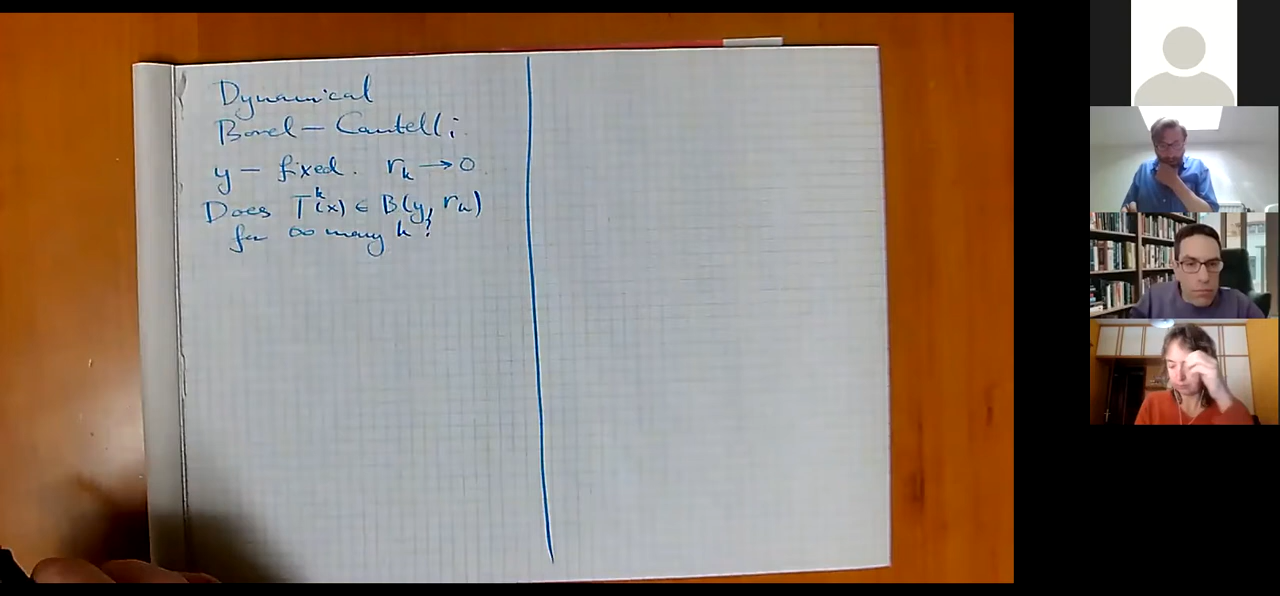 Dynamical
Borel - Cantelli
y - fixed. r_k → 0.
Does T^k(x) ∈ B(y, r_k)
for ∞ many k?